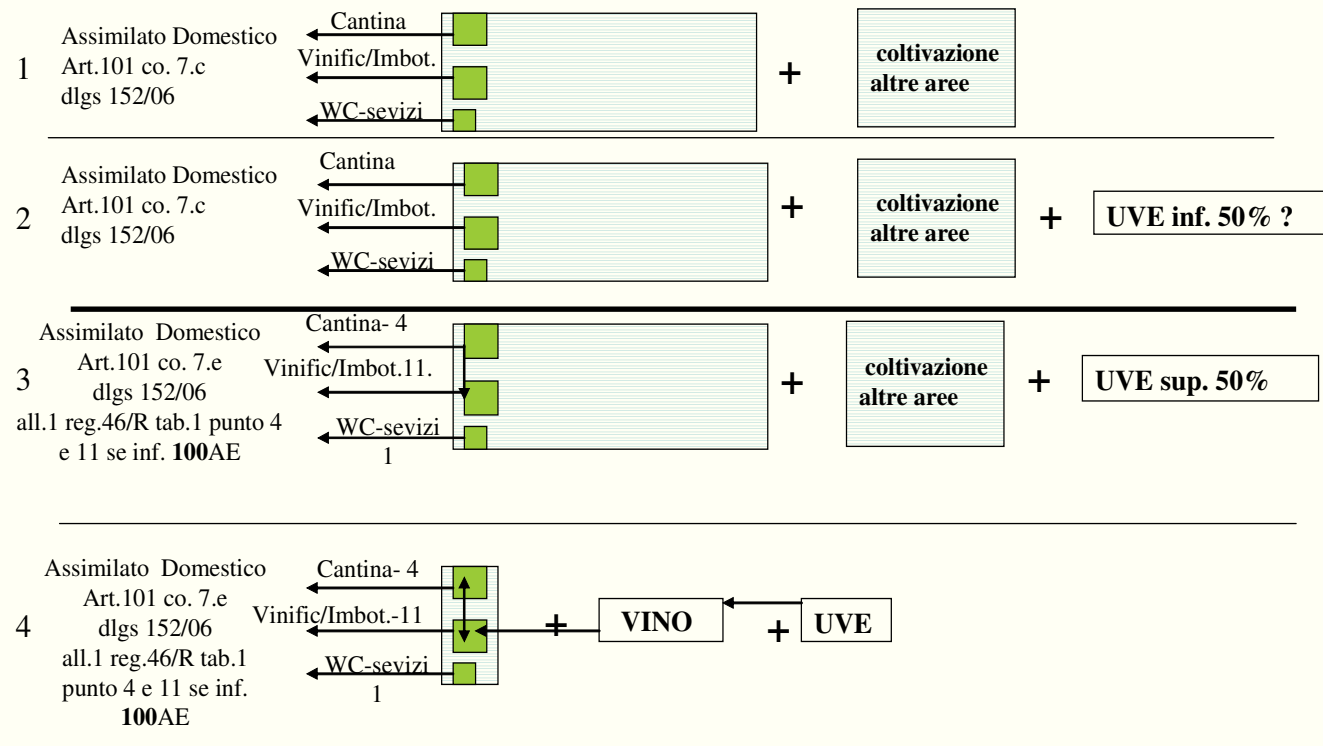 1
Assimilato Domestico
Art.101 co. 7.c
dlgs 152/06
Cantina
Vinific/Imbot.
WC-sevizi
+
coltivazione
altre aree
2
Assimilato Domestico
Art.101 co. 7.c
dlgs 152/06
Cantina
Vinific/Imbot.
WC-sevizi
+
coltivazione
altre aree
+
UVE inf. 50% ?
3
Assimilato Domestico
Art.101 co. 7.e
dlgs 152/06
all.1 reg.46/R tab.1 punto 4
e 11 se inf. 100AE
Cantina- 4
Vinific/Imbot.11.
WC-sevizi
1
+
coltivazione
altre aree
+
UVE sup. 50%
4
Assimilato Domestico
Art.101 co. 7.e
dlgs 152/06
all.1 reg.46/R tab.1
punto 4 e 11 se inf.
100AE
Cantina- 4
Vinific/Imbot.-11
WC-sevizi
1
+
VINO
+
UVE